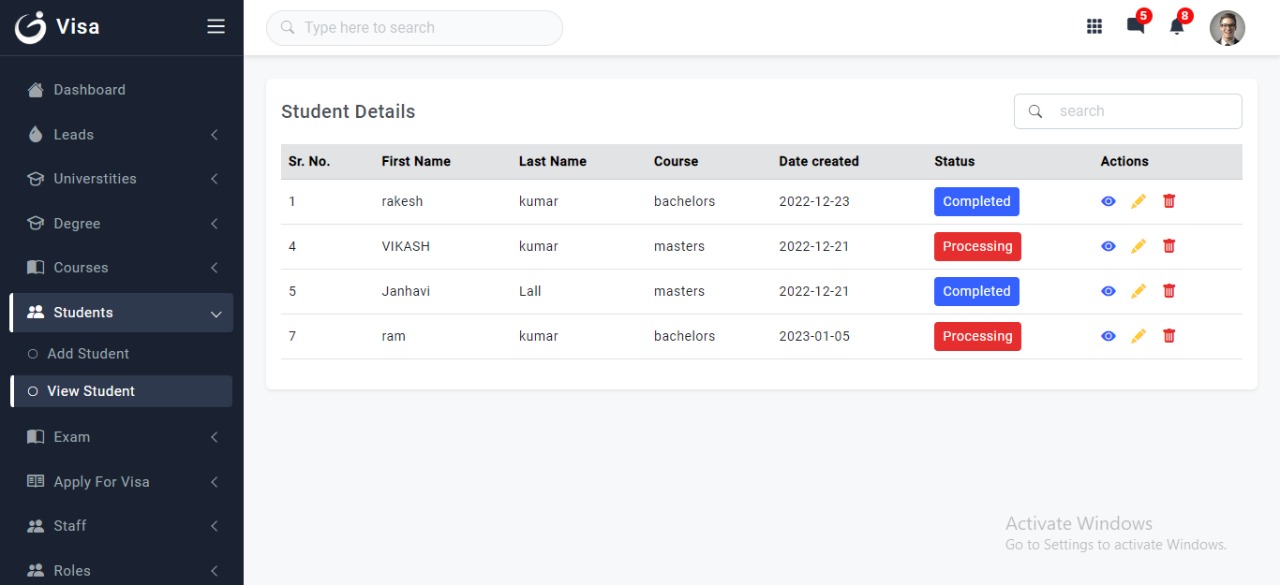 Visa
Type here to search
5
8
Dashboard
Leads
Universtities
Degree
Courses
Students
Add Student
View Student
Exam
Apply For Visa
Staff
Roles
Student Details
search
Sr. No. First Name Last Name Course Date created Status Actions
1 rakesh kumar bachelors 2022-12-23 Completed
4 VIKASH kumar masters 2022-12-21 Processing
5 Janhavi Lall masters 2022-12-21 Completed
7 ram kumar bachelors 2023-01-05 Processing
Activate Windows
Go to Settings to activate Windows.